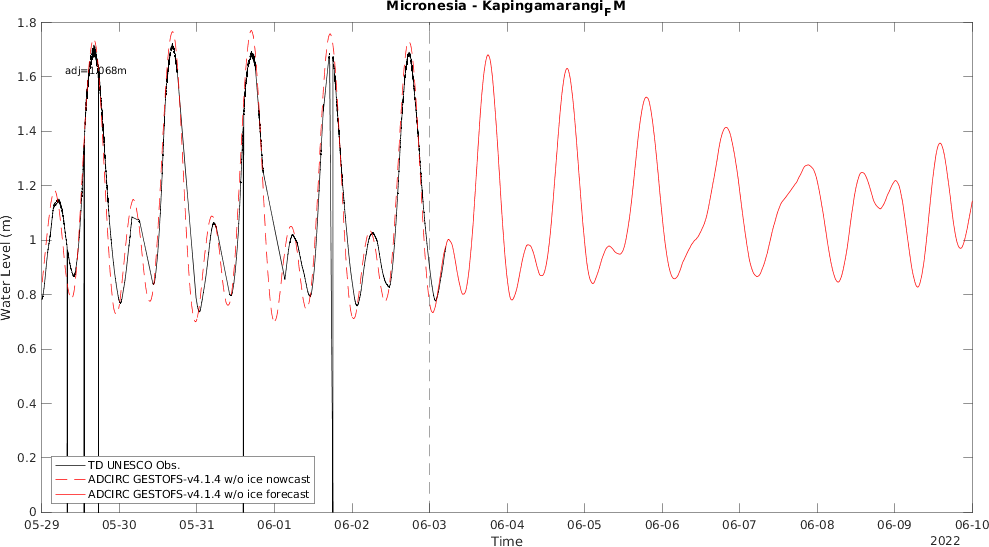 Micronesia - KapingamarangiFM
1.8
adj=1.068m
1.6
1.4
1.2
1
0.8
0.6
0.4
0.2
0
Water Level (m)
TD UNESCO Obs.
ADCIRC GESTOFS-v4.1.4 w/o ice nowcast
ADCIRC GESTOFS-v4.1.4 w/o ice forecast
05-29 05-30 05-31 06-01 06-02 06-03 06-04 06-05 06-06 06-07 06-08 06-09 06-10
Time
2022